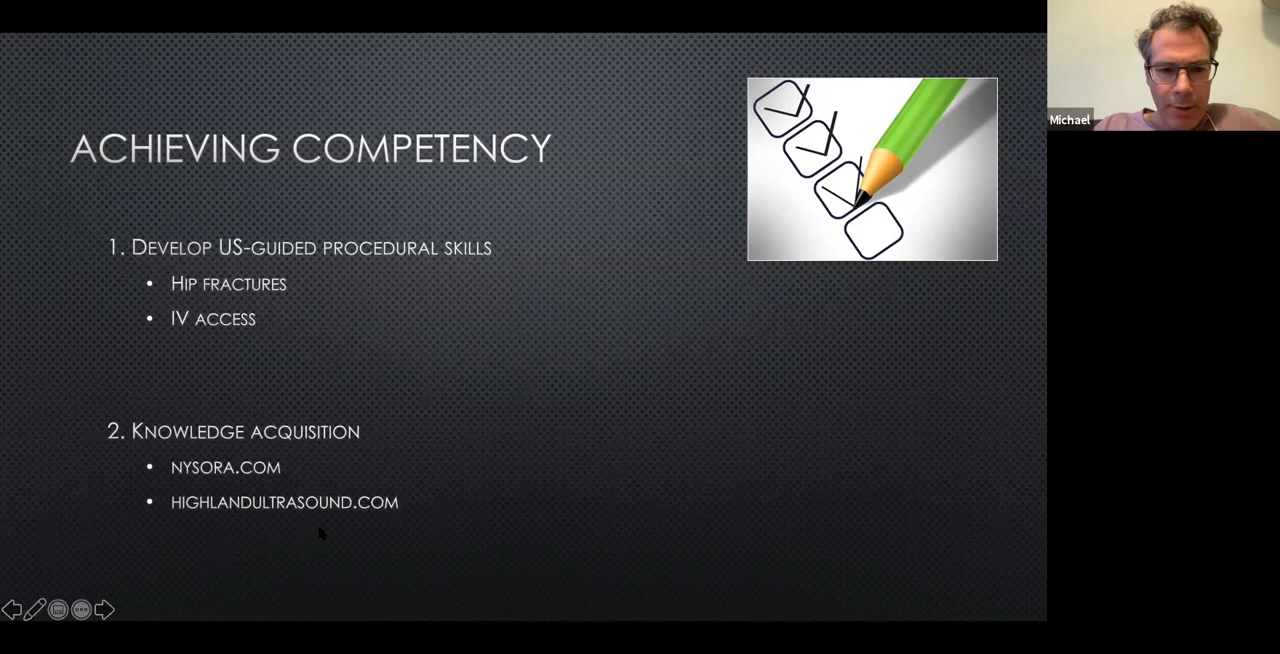 ACHIEVING COMPETENCY
1. DEVELOP US-GUIDED PROCEDURAL SKILLS
• HIP FRACTURES
• IV ACCESS
2. KNOWLEDGE ACQUISITION
• NYSORA.COM
• HIGHLANDULTRASOUND.COM
Michael